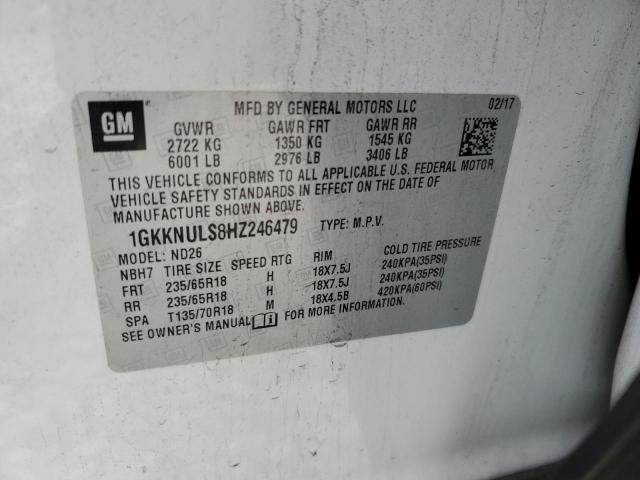 GM
MFD BY GENERAL MOTORS LLC 02/17
GVWR GAWR FRT GAWR RR
2722 KG 1350 KG 1545 KG
6001 LB 2976 LB 3406 LB
THIS VEHICLE CONFORMS TO ALL APPLICABLE U.S. FEDERAL MOTOR
VEHICLE SAFETY STANDARDS IN EFFECT ON THE DATE OF
MANUFACTURE SHOWN ABOVE.
1GKKNULS8HZ246479 TYPE: M.P.V.
MODEL: ND26
NBH7 TIRE SIZE SPEED RTG RIM COLD TIRE PRESSURE
FRT 235/65R18 H 18X7.5J 240KPA(35PSI)
RR 235/65R18 H 18X7.5J 240KPA(35PSI)
SPA T135/70R18 M 18X4.5B 420KPA(60PSI)
SEE OWNER'S MANUAL FOR MORE INFORMATION.